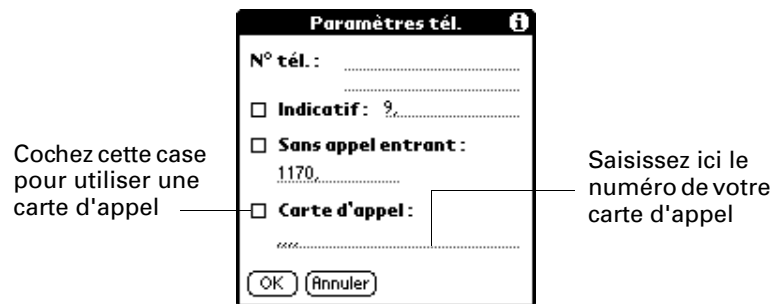 Paramètres tél.
N° tél. :
Indicatif : 9,
Sans appel entrant :
1170,
Carte d'appel :
,,,,
OK Annuler
Cochez cette case
pour utiliser une
carte d'appel
Saisissez ici le
numéro de votre
carte d'appel